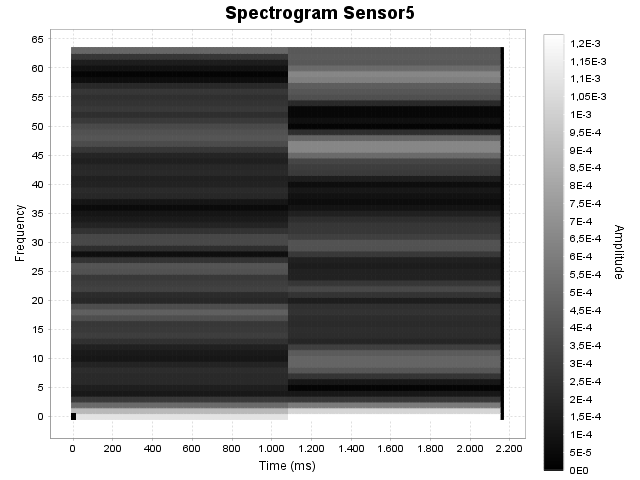 Spectrogram Sensor5
65
60
55
50
45
40
35
30
25
20
15
10
5
0
Frequency
0
200
400
600
800
1.000
1.200
1.400
1.600
1.800
2.000
2.200
Time (ms)
1,2E-3
1,15E-3
1,1E-3
1,05E-3
1E-3
9,5E-4
9E-4
8,5E-4
8E-4
7,5E-4
7E-4
6,5E-4
6E-4
5,5E-4
5E-4
4,5E-4
4E-4
3,5E-4
3E-4
2,5E-4
2E-4
1,5E-4
1E-4
5E-5
0E0
Amplitude